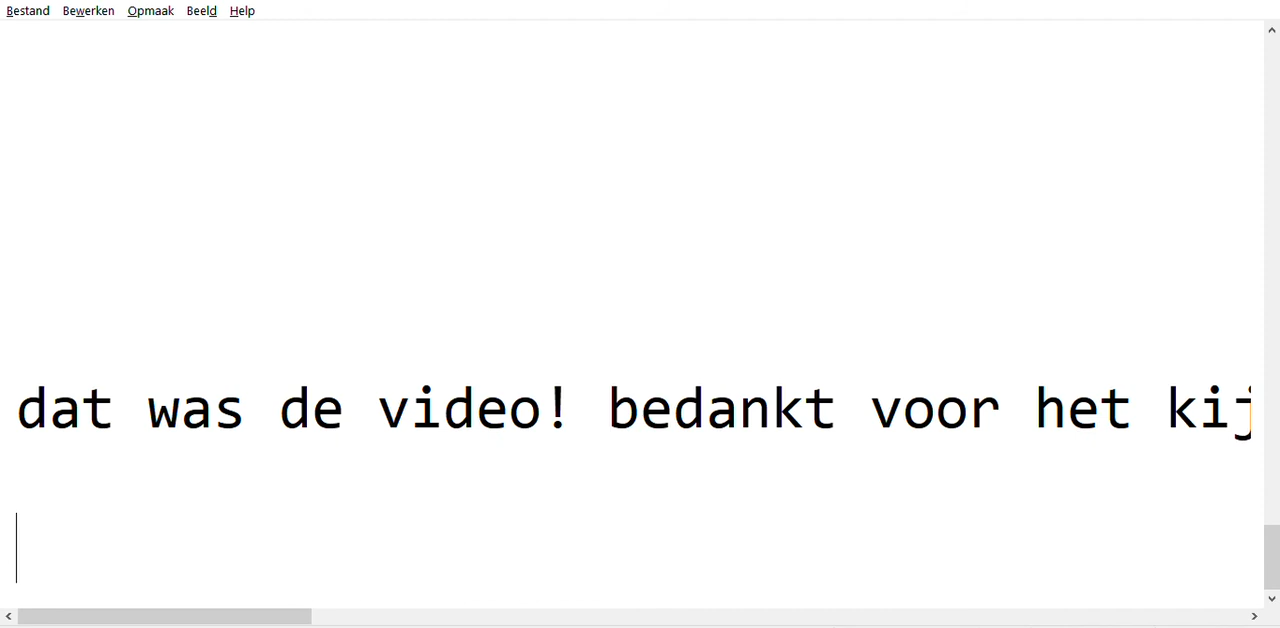 Bestand Bewerken Opmaak Beeld Help
dat was de video! bedankt voor het kij